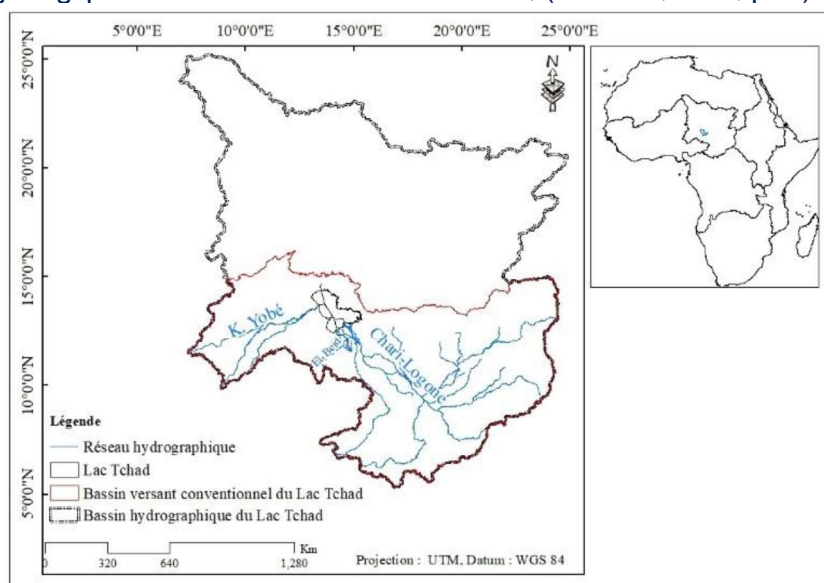 5°0'0"E 10°0'0"E 15°0'0"E 20°0'0"E 25°0'0"E
N
25°0'0"N
20°0'0"N
15°0'0"N
10°0'0"N
5°0'0"N
K. Yobé
Chari-Logone
Légende
Réseau hydrographique
Lac Tchad
Bassin versant conventionnel du Lac Tchad
Bassin hydrographique du Lac Tchad
Km
0 320 640 1,280
Projection : UTM, Datum : WGS 84